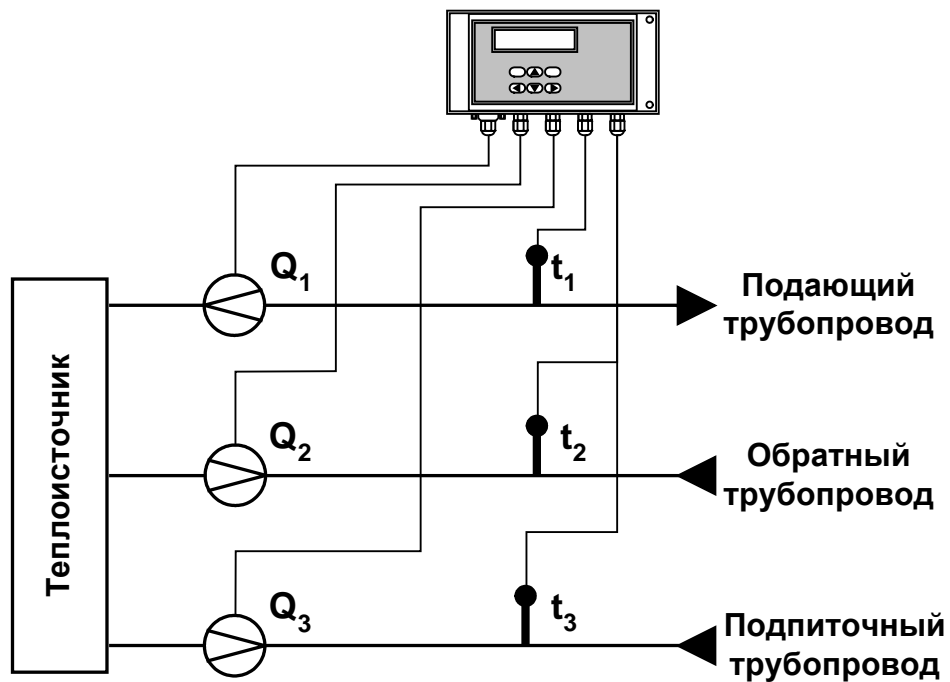 Q1
t1
Подающий
трубопровод
Теплоисточник
Q2
t2
Обратный
трубопровод
Q3
t3
Подпиточный
трубопровод